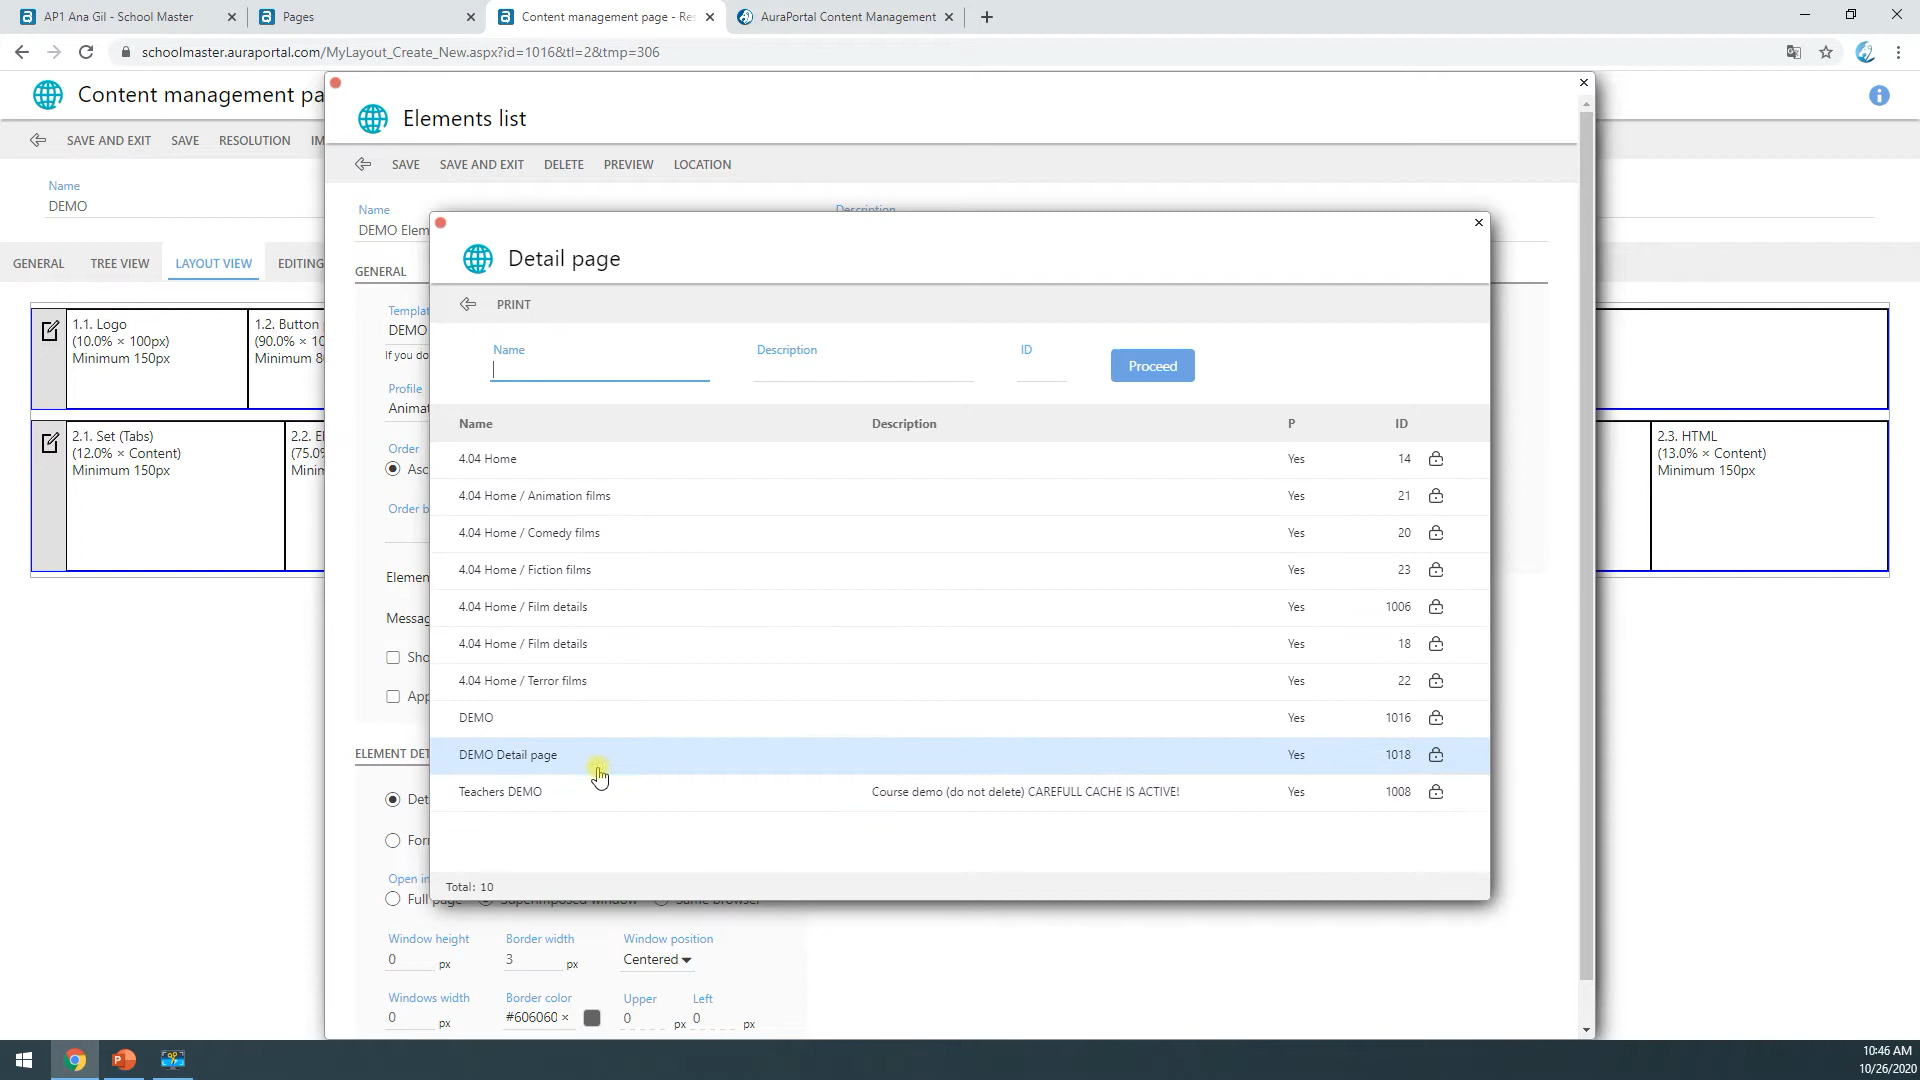 AP1 Ana Gil - School Master
Pages
Content management page - Res
AuraPortal Content Management
schoolmaster.auraportal.com/MyLayout_Create_New.aspx?id=1016&tl=2&tmp=306
Content management pa
SAVE AND EXIT SAVE RESOLUTION IM
Name
DEMO
GENERAL TREE VIEW LAYOUT VIEW EDITING
1.1. Logo
(10.0% × 100px)
Minimum 150px
1.2. Button
(90.0% × 10
Minimum 8
2.1. Set (Tabs)
(12.0% × Content)
Minimum 150px
2.2. El
(75.0%
Minim
2.3. HTML
(13.0% × Content)
Minimum 150px
Elements list
SAVE SAVE AND EXIT DELETE PREVIEW LOCATION
Name Description
DEMO Elem
GENERAL
Templat
DEMO
If you do
Profile
Animat
Order
Asc
Order b
Elemen
Messag
Sho
App
ELEMENT DET
Det
Forr
Open in
Full page Superimposed window Same browser
Window height Border width Window position
0 px 3 px Centered
Windows width Border color Upper Left
0 px #606060 × 0 px 0 px
Detail page
PRINT
Name Description ID
Proceed
Name Description P ID
4.04 Home Yes 14
4.04 Home / Animation films Yes 21
4.04 Home / Comedy films Yes 20
4.04 Home / Fiction films Yes 23
4.04 Home / Film details Yes 1006
4.04 Home / Film details Yes 18
4.04 Home / Terror films Yes 22
DEMO Yes 1016
DEMO Detail page Yes 1018
Teachers DEMO Course demo (do not delete) CAREFULL CACHE IS ACTIVE! Yes 1008
Total: 10
10:46 AM
10/26/2020